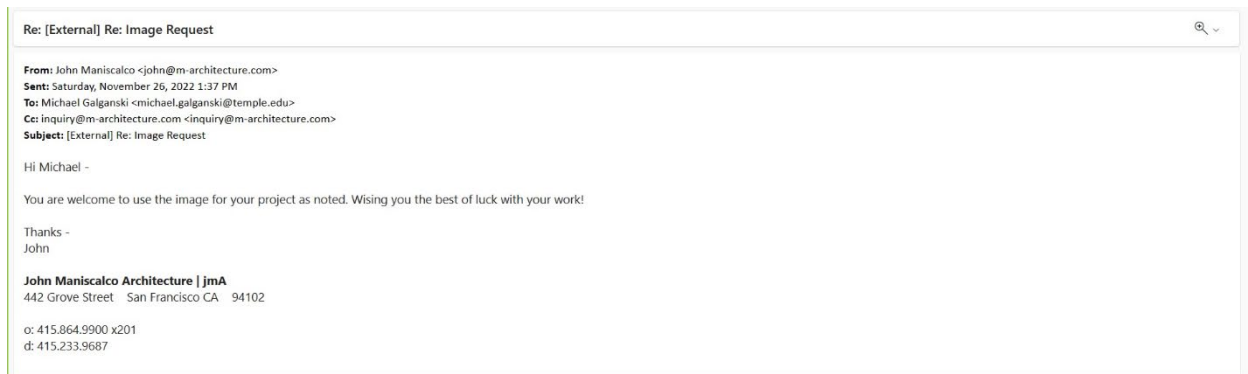 Re: [External] Re: Image Request
From: John Maniscalco <john@m-architecture.com>
Sent: Saturday, November 26, 2022 1:37 PM
To: Michael Galganski <michael.galganski@temple.edu>
Cc: inquiry@m-architecture.com <inquiry@m-architecture.com>
Subject: [External] Re: Image Request
Hi Michael -
You are welcome to use the image for your project as noted. Wising you the best of luck with your work!
Thanks -
John
John Maniscalco Architecture | jmA
442 Grove Street San Francisco CA 94102
o: 415.864.9900 x201
d: 415.233.9687